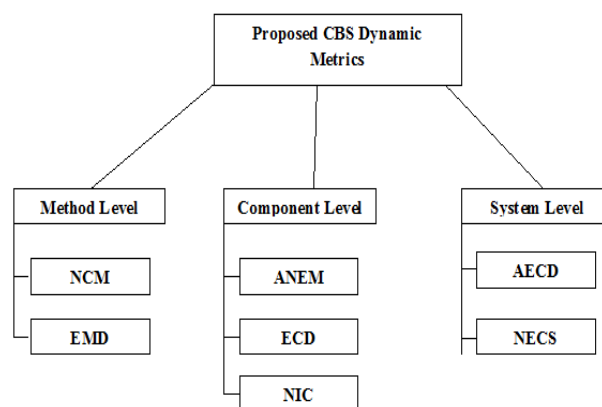 Proposed CBS Dynamic
Metrics
Method Level
Component Level
System Level
NCM
ANEM
AECD
EMD
ECD
NECS
NIC